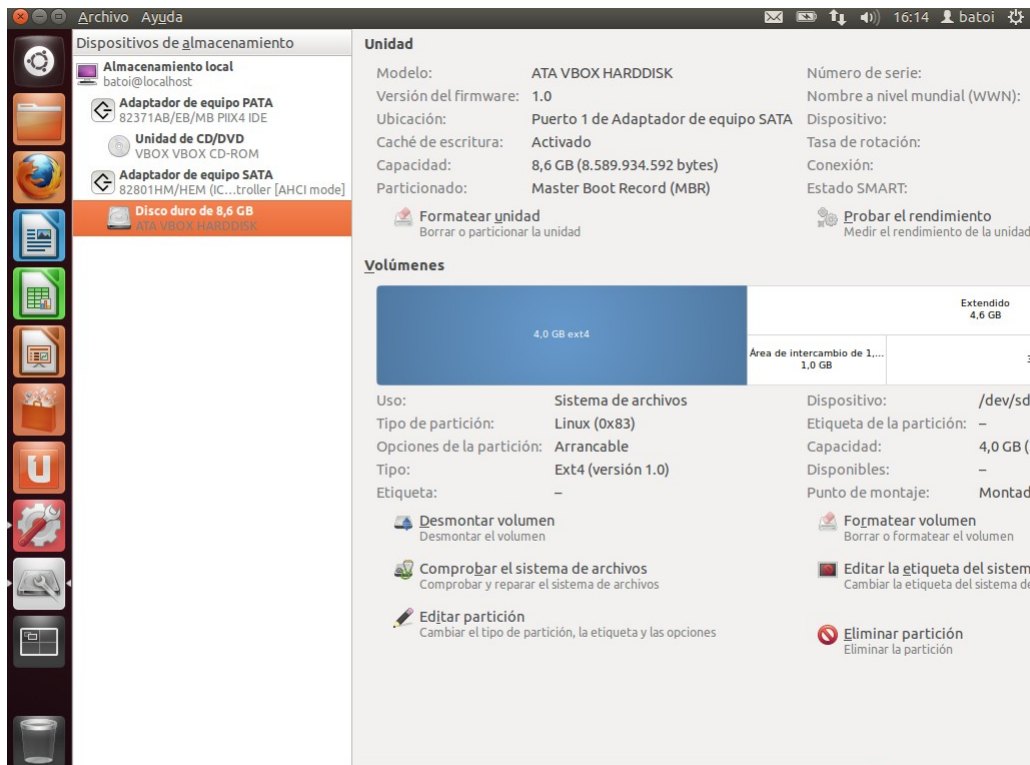 Archivo Ayuda
16:14 batoi
Dispositivos de almacenamiento
Almacenamiento local
batoi@localhost
Adaptador de equipo PATA
82371AB/EB/MB PIIX4 IDE
Unidad de CD/DVD
VBOX VBOX CD-ROM
Adaptador de equipo SATA
82801HM/HEM (IC...troller [AHCI mode]
Disco duro de 8,6 GB
ATA VBOX HARDDISK
Unidad
Modelo: ATA VBOX HARDDISK Número de serie:
Versión del firmware: 1.0 Nombre a nivel mundial (WWN):
Ubicación: Puerto 1 de Adaptador de equipo SATA Dispositivo:
Caché de escritura: Activado Tasa de rotación:
Capacidad: 8,6 GB (8.589.934.592 bytes) Conexión:
Particionado: Master Boot Record (MBR) Estado SMART:
Formatear unidad Probar el rendimiento
Borrar o particionar la unidad Medir el rendimiento de la unidad
Volúmenes
Extendido
4,6 GB
4,0 GB ext4
Área de intercambio de 1,...
1,0 GB 3
Uso: Sistema de archivos Dispositivo: /dev/sd
Tipo de partición: Linux (0x83) Etiqueta de la partición: –
Opciones de la partición: Arrancable Capacidad: 4,0 GB (
Tipo: Ext4 (versión 1.0) Disponibles: –
Etiqueta: – Punto de montaje: Montad
Desmontar volumen Formatear volumen
Desmontar el volumen Borrar o formatear el volumen
Comprobar el sistema de archivos Editar la etiqueta del sistem
Comprobar y reparar el sistema de archivos Cambiar la etiqueta del sistema de
Editar partición Eliminar partición
Cambiar el tipo de partición, la etiqueta y las opciones Eliminar la partición